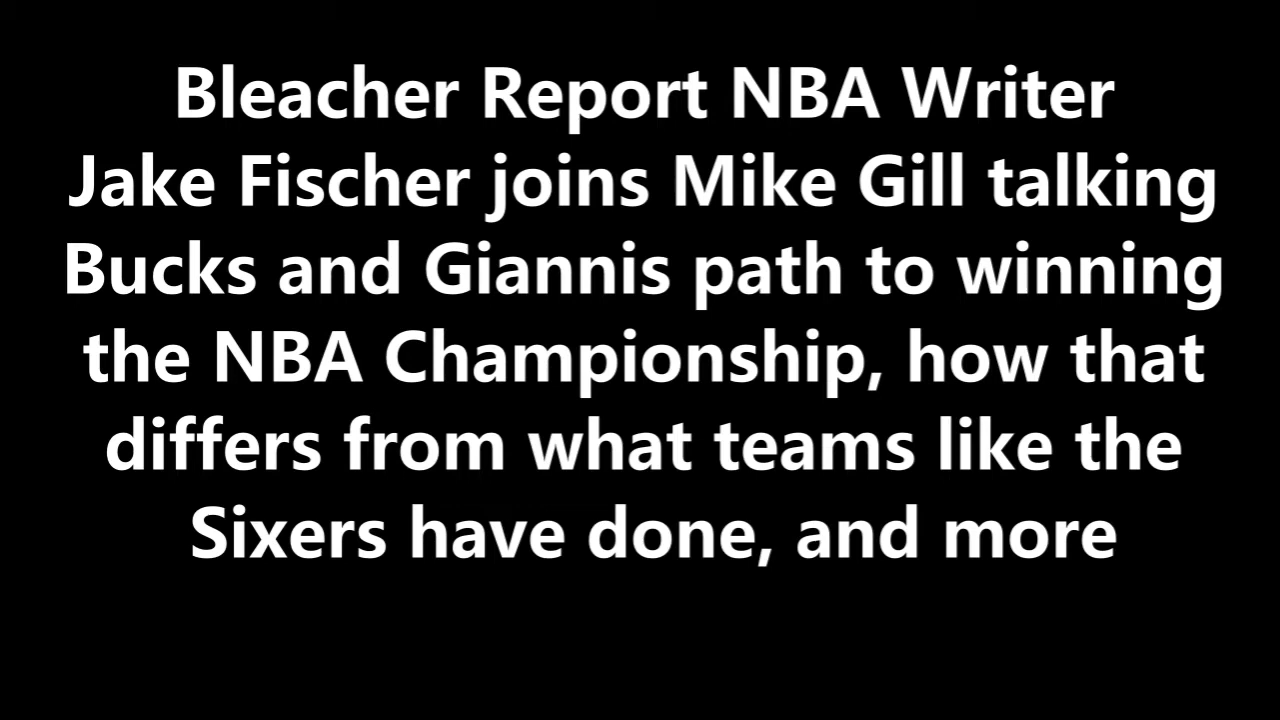 Bleacher Report NBA Writer
Jake Fischer joins Mike Gill talking
Bucks and Giannis path to winning
the NBA Championship, how that
differs from what teams like the
Sixers have done, and more